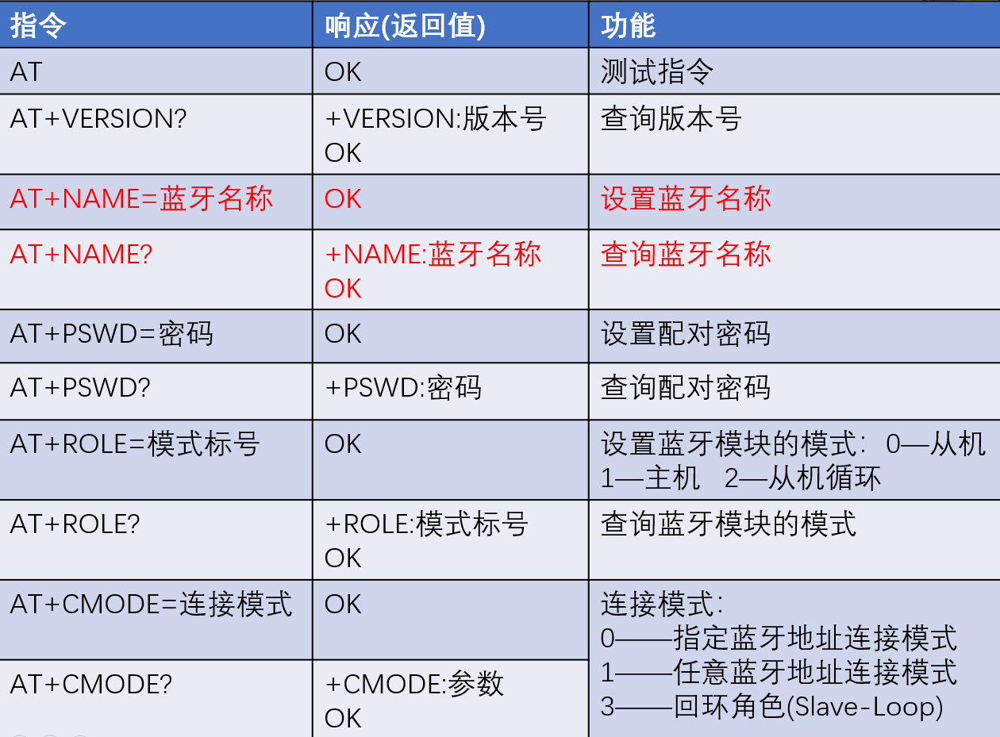 指令 响应(返回值) 功能
AT OK 测试指令
AT+VERSION? +VERSION:版本号 查询版本号
OK
AT+NAME=蓝牙名称 OK 设置蓝牙名称
AT+NAME? +NAME:蓝牙名称 查询蓝牙名称
OK
AT+PSWD=密码 OK 设置配对密码
AT+PSWD? +PSWD:密码 查询配对密码
AT+ROLE=模式标号 OK 设置蓝牙模块的模式：0—从机
1—主机 2—从机循环
AT+ROLE? +ROLE:模式标号 查询蓝牙模块的模式
OK
AT+CMODE=连接模式 OK 连接模式：
0——指定蓝牙地址连接模式
1——任意蓝牙地址连接模式
AT+CMODE? +CMODE:参数 3——回环角色(Slave-Loop)
OK